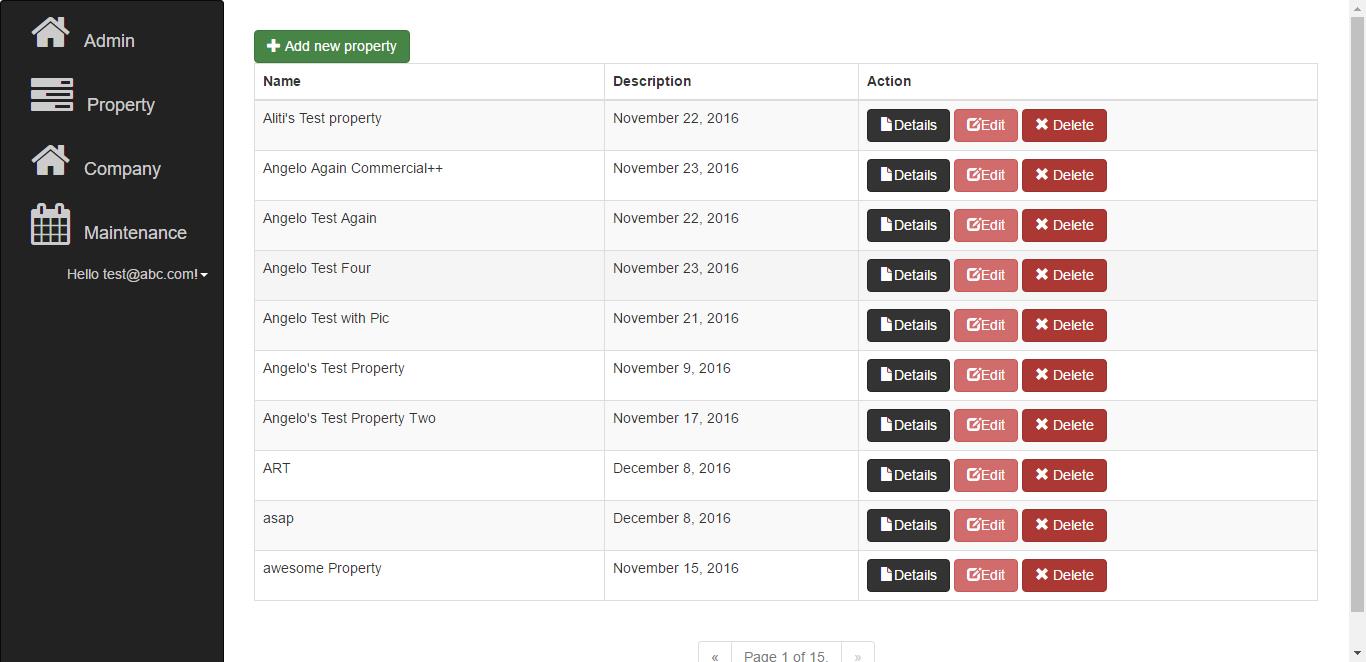 Admin
Property
Company
Maintenance
Hello test@abc.com!
Add new property
Name Description Action
Aliti's Test property November 22, 2016 Details Edit Delete
Angelo Again Commercial++ November 23, 2016 Details Edit Delete
Angelo Test Again November 22, 2016 Details Edit Delete
Angelo Test Four November 23, 2016 Details Edit Delete
Angelo Test with Pic November 21, 2016 Details Edit Delete
Angelo's Test Property November 9, 2016 Details Edit Delete
Angelo's Test Property Two November 17, 2016 Details Edit Delete
ART December 8, 2016 Details Edit Delete
asap December 8, 2016 Details Edit Delete
awesome Property November 15, 2016 Details Edit Delete
« Page 1 of 15. »